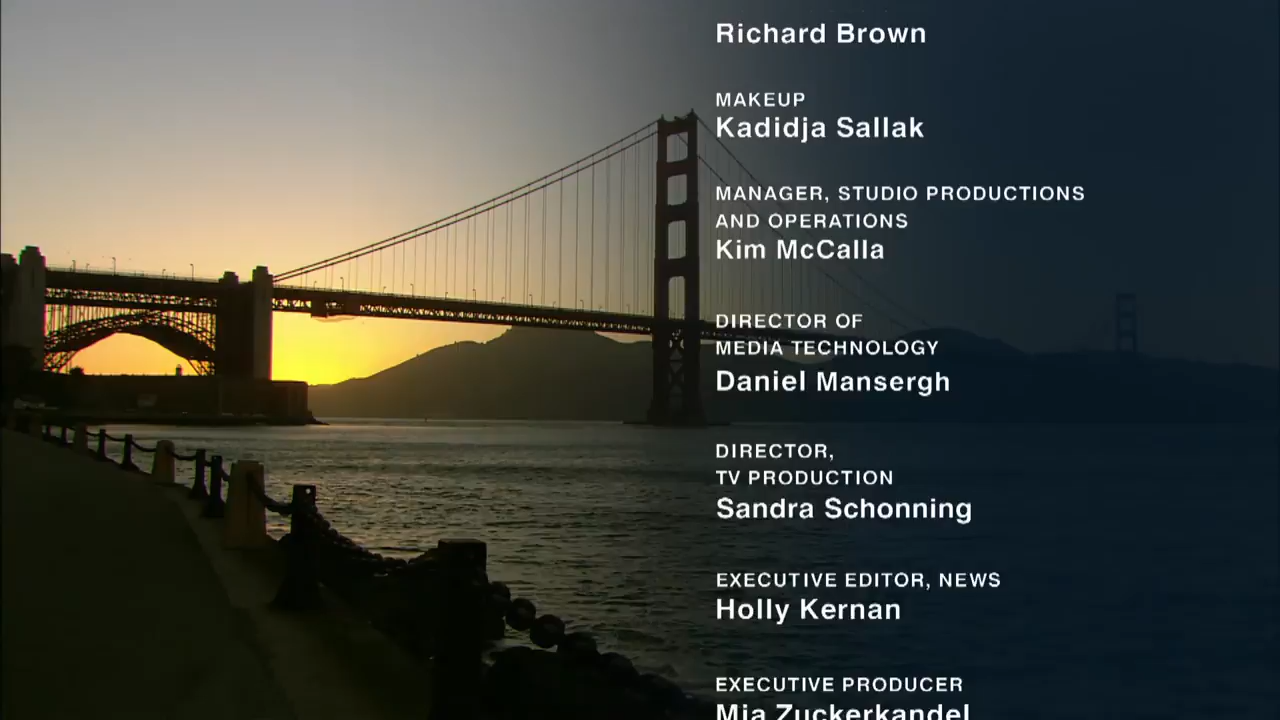 Richard Brown
MAKEUP
Kadidja Sallak
MANAGER, STUDIO PRODUCTIONS
AND OPERATIONS
Kim McCalla
DIRECTOR OF
MEDIA TECHNOLOGY
Daniel Mansergh
DIRECTOR,
TV PRODUCTION
Sandra Schonning
EXECUTIVE EDITOR, NEWS
Holly Kernan
EXECUTIVE PRODUCER
Mia Zuckerkandel